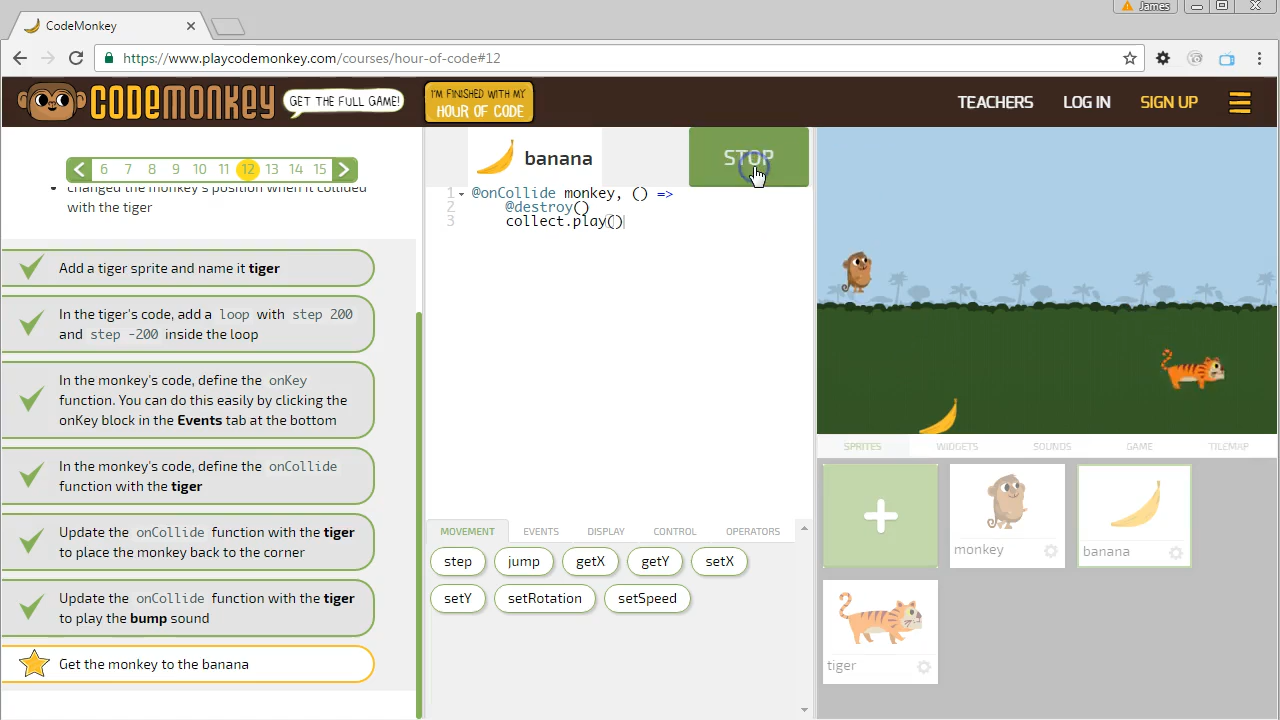 CodeMonkey
James
https://www.playcodemonkey.com/courses/hour-of-code#12
CODEMONKEY
GET THE FULL GAME!
I'M FINISHED WITH MY
HOUR OF CODE
TEACHERS
LOG IN
SIGN UP
6 7 8 9 10 11 12 13 14 15
changed the monkey's position when it collided
with the tiger
Add a tiger sprite and name it tiger
In the tiger's code, add a loop with step 200
and step -200 inside the loop
In the monkey's code, define the onKey
function. You can do this easily by clicking the
onKey block in the Events tab at the bottom
In the monkey's code, define the onCollide
function with the tiger
Update the onCollide function with the tiger
to place the monkey back to the corner
Update the onCollide function with the tiger
to play the bump sound
Get the monkey to the banana
banana
STOP
1 @onCollide monkey, () =>
2 @destroy()
3 collect.play()
MOVEMENT EVENTS DISPLAY CONTROL OPERATORS
step jump getX getY setX
setY setRotation setSpeed
SPRITES WIDGETS SOUNDS GAME TILEMAP
monkey
banana
tiger